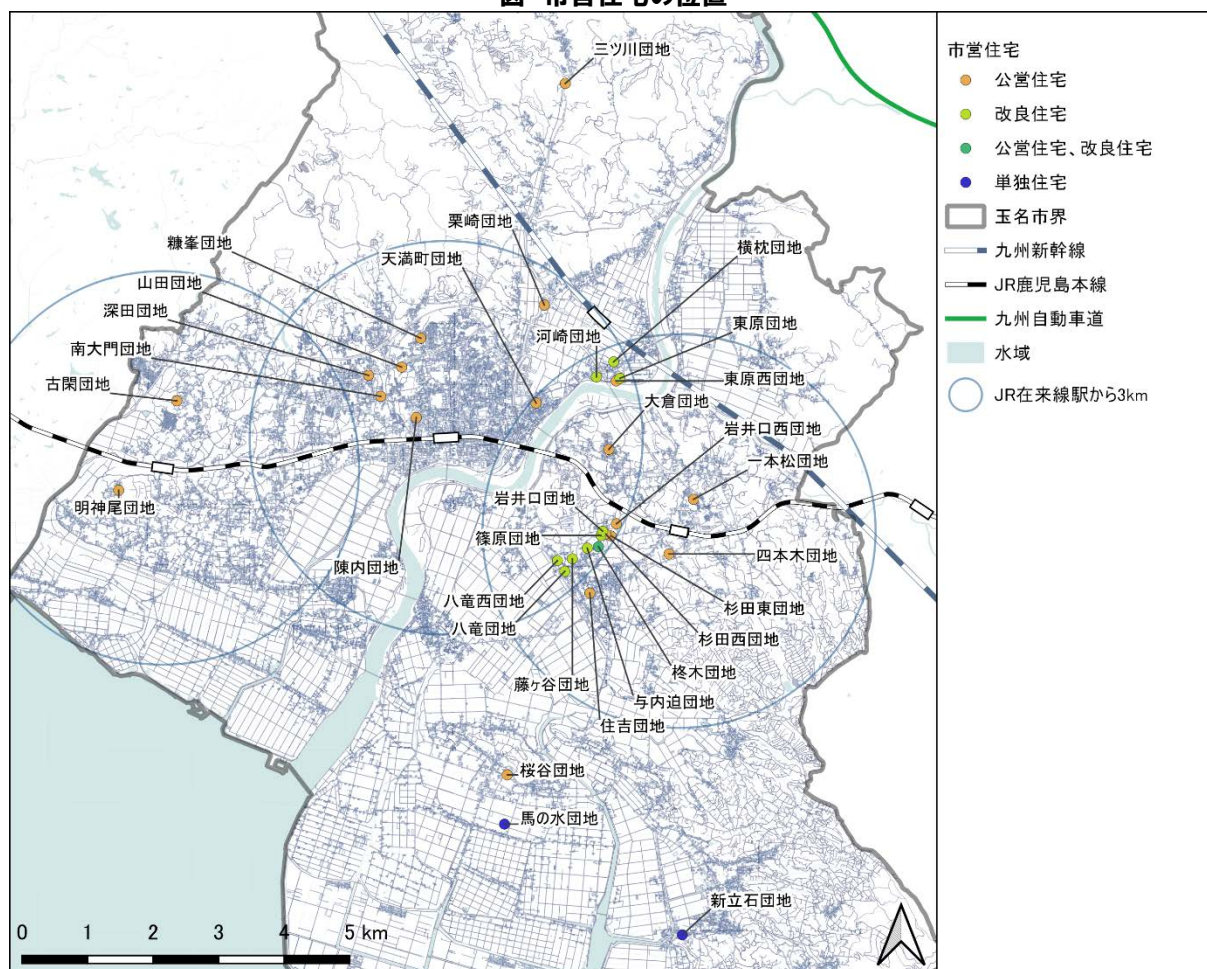 図 市営住宅の位置
三ツ川団地
栗崎団地
糠峯団地
天満町団地
横枕団地
山田団地
深田団地
河崎団地
東原団地
南大門団地
東原西団地
古閑団地
大倉団地
岩井口西団地
一本松団地
岩井口団地
明神尾団地
篠原団地
四本木団地
陳内団地
八竜西団地
杉田東団地
八竜団地
杉田西団地
柊木団地
藤ヶ谷団地
与内迫団地
住吉団地
桜谷団地
馬の水団地
新立石団地
0 1 2 3 4 5 km
市営住宅
公営住宅
改良住宅
公営住宅、改良住宅
単独住宅
玉名市界
九州新幹線
JR鹿児島本線
九州自動車道
水域
JR在来線駅から3km